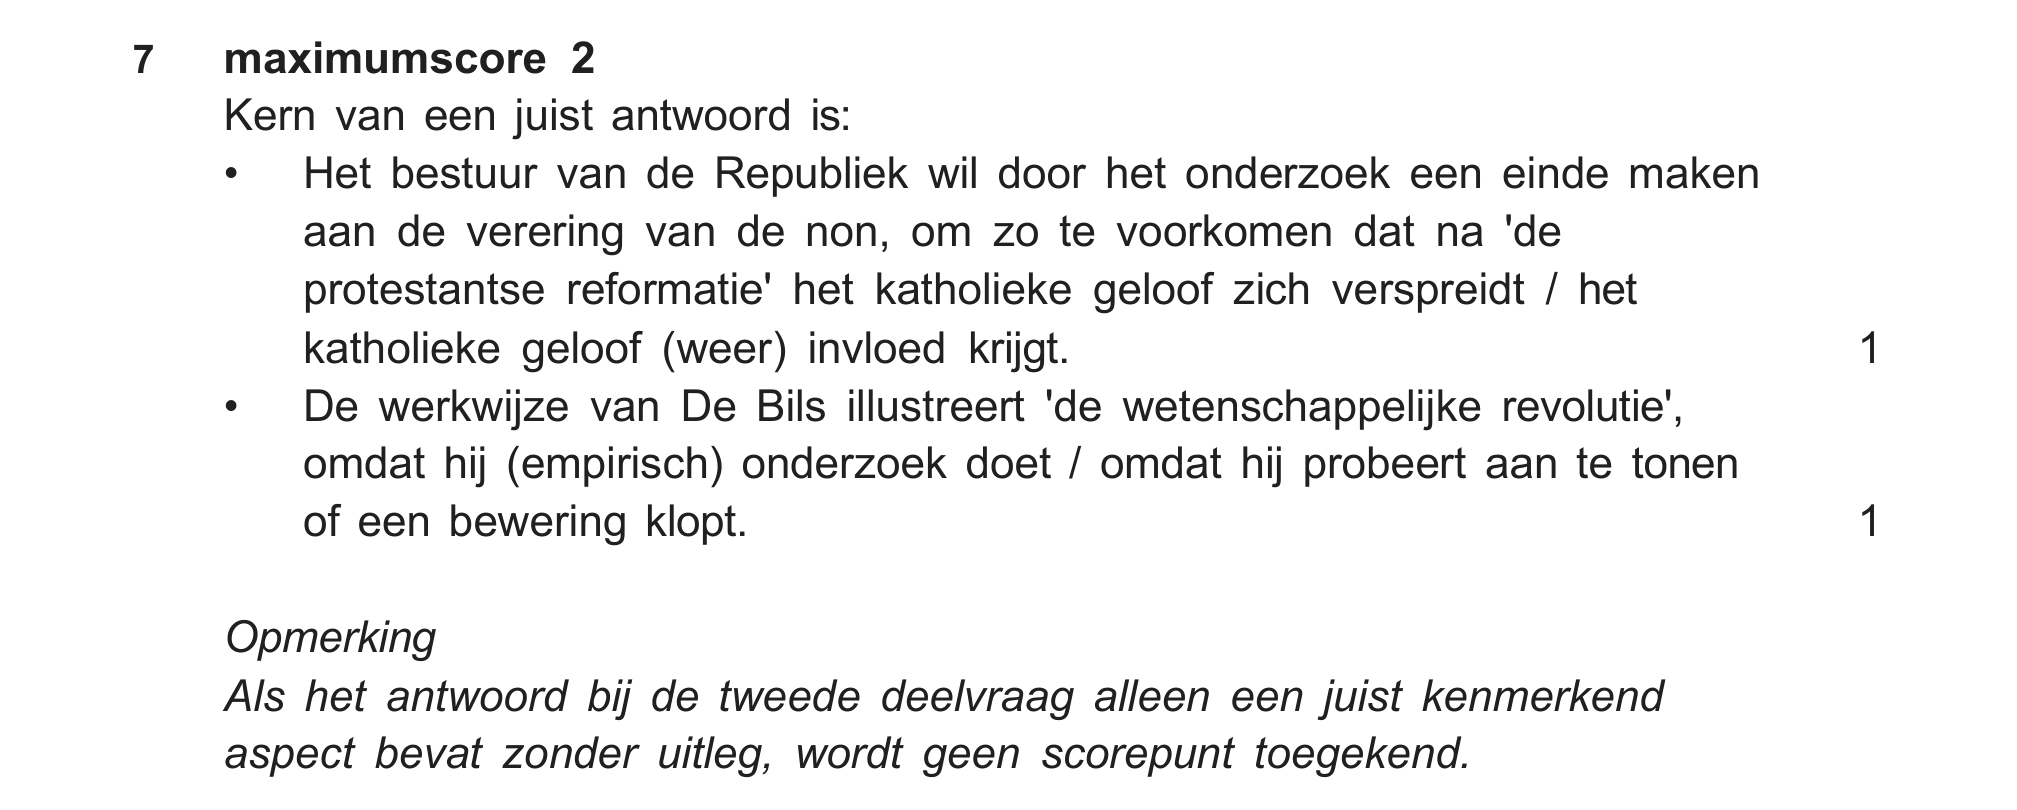 7 maximumscore 2
Kern van een juist antwoord is:
• Het bestuur van de Republiek wil door het onderzoek een einde maken
aan de verering van de non, om zo te voorkomen dat na 'de
protestantse reformatie' het katholieke geloof zich verspreidt / het
katholieke geloof (weer) invloed krijgt. 1
• De werkwijze van De Bils illustreert 'de wetenschappelijke revolutie',
omdat hij (empirisch) onderzoek doet / omdat hij probeert aan te tonen
of een bewering klopt. 1
Opmerking
Als het antwoord bij de tweede deelvraag alleen een juist kenmerkend
aspect bevat zonder uitleg, wordt geen scorepunt toegekend.